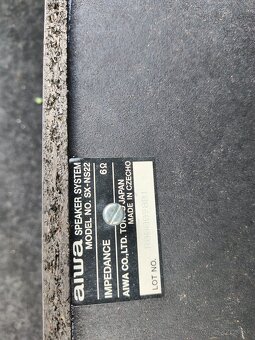 aiwa SPEAKER SYSTEM
MODEL NO. SX-NS22
IMPEDANCE 6Ω
AIWA CO.,LTD. TOKYO JAPAN
MADE IN CZECHO
LOT NO.